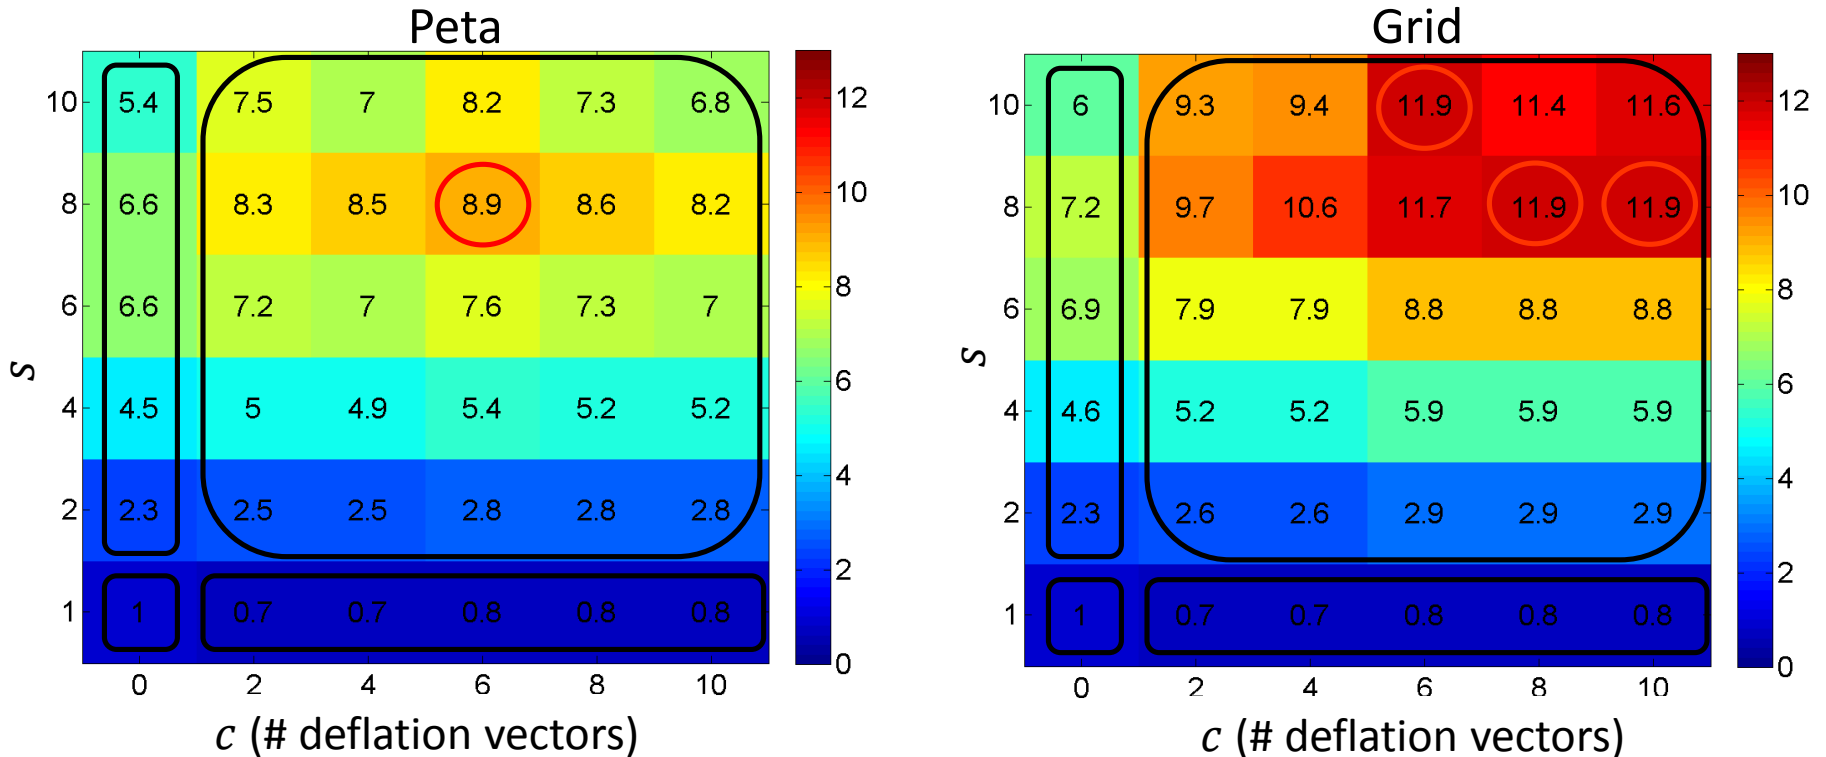 Peta
10 5.4 7.5 7 8.2 7.3 6.8 12
8 6.6 8.3 8.5 8.9 8.6 8.2 10
6 6.6 7.2 7 7.6 7.3 7 8
s
4 4.5 5 4.9 5.4 5.2 5.2 6
2 2.3 2.5 2.5 2.8 2.8 2.8 4
1 1 0.7 0.7 0.8 0.8 0.8 2
0
0 2 4 6 8 10
c (# deflation vectors)
Grid
10 6 9.3 9.4 11.9 11.4 11.6 12
8 7.2 9.7 10.6 11.7 11.9 11.9 10
6 6.9 7.9 7.9 8.8 8.8 8.8 8
s
4 4.6 5.2 5.2 5.9 5.9 5.9 6
2 2.3 2.6 2.6 2.9 2.9 2.9 4
1 1 0.7 0.7 0.8 0.8 0.8 2
0
0 2 4 6 8 10
c (# deflation vectors)